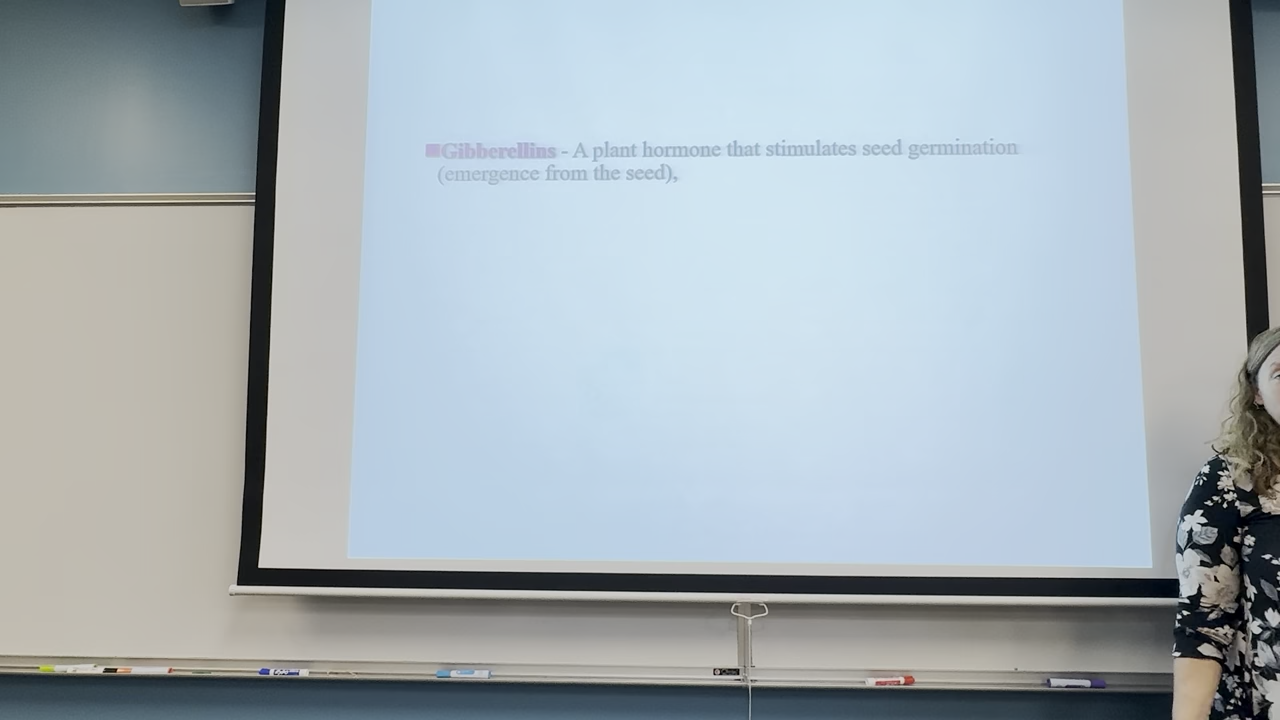 Gibberellins - A plant hormone that stimulates seed germination
(emergence from the seed),